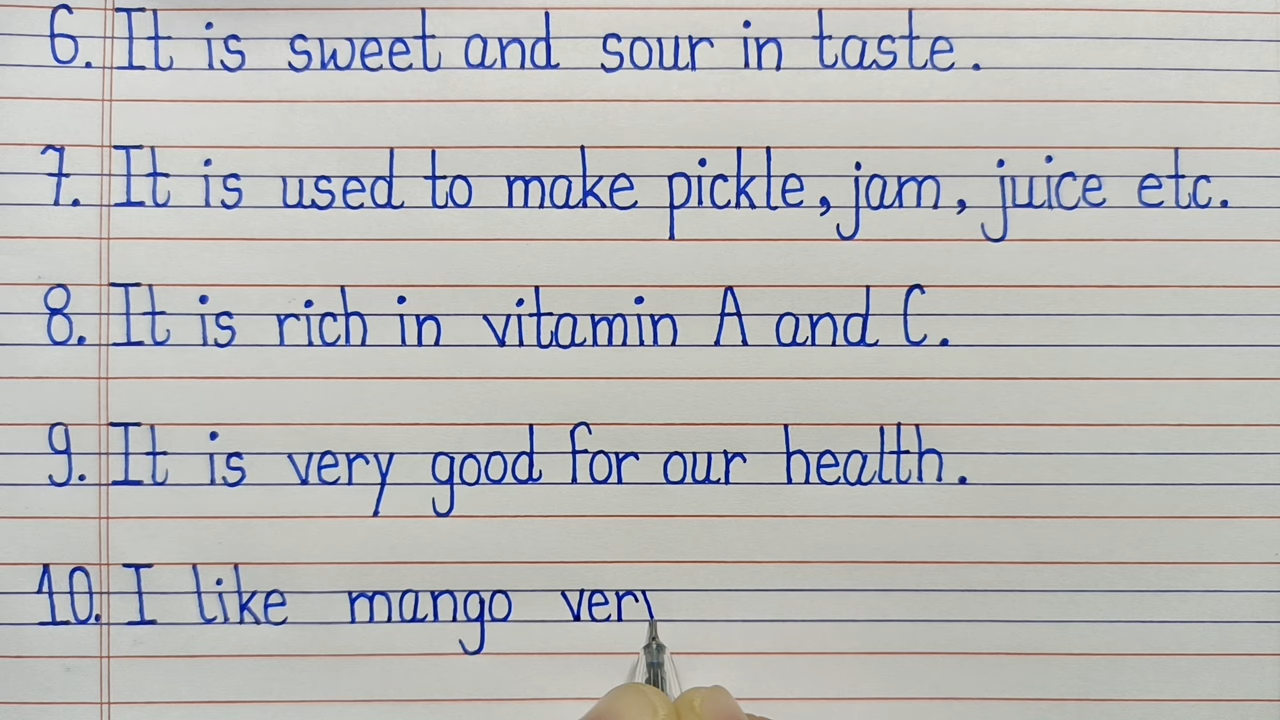 6. It is sweet and sour in taste.
7. It is used to make pickle, jam, juice etc.
8. It is rich in vitamin A and C.
9. It is very good for our health.
10. I like mango ver